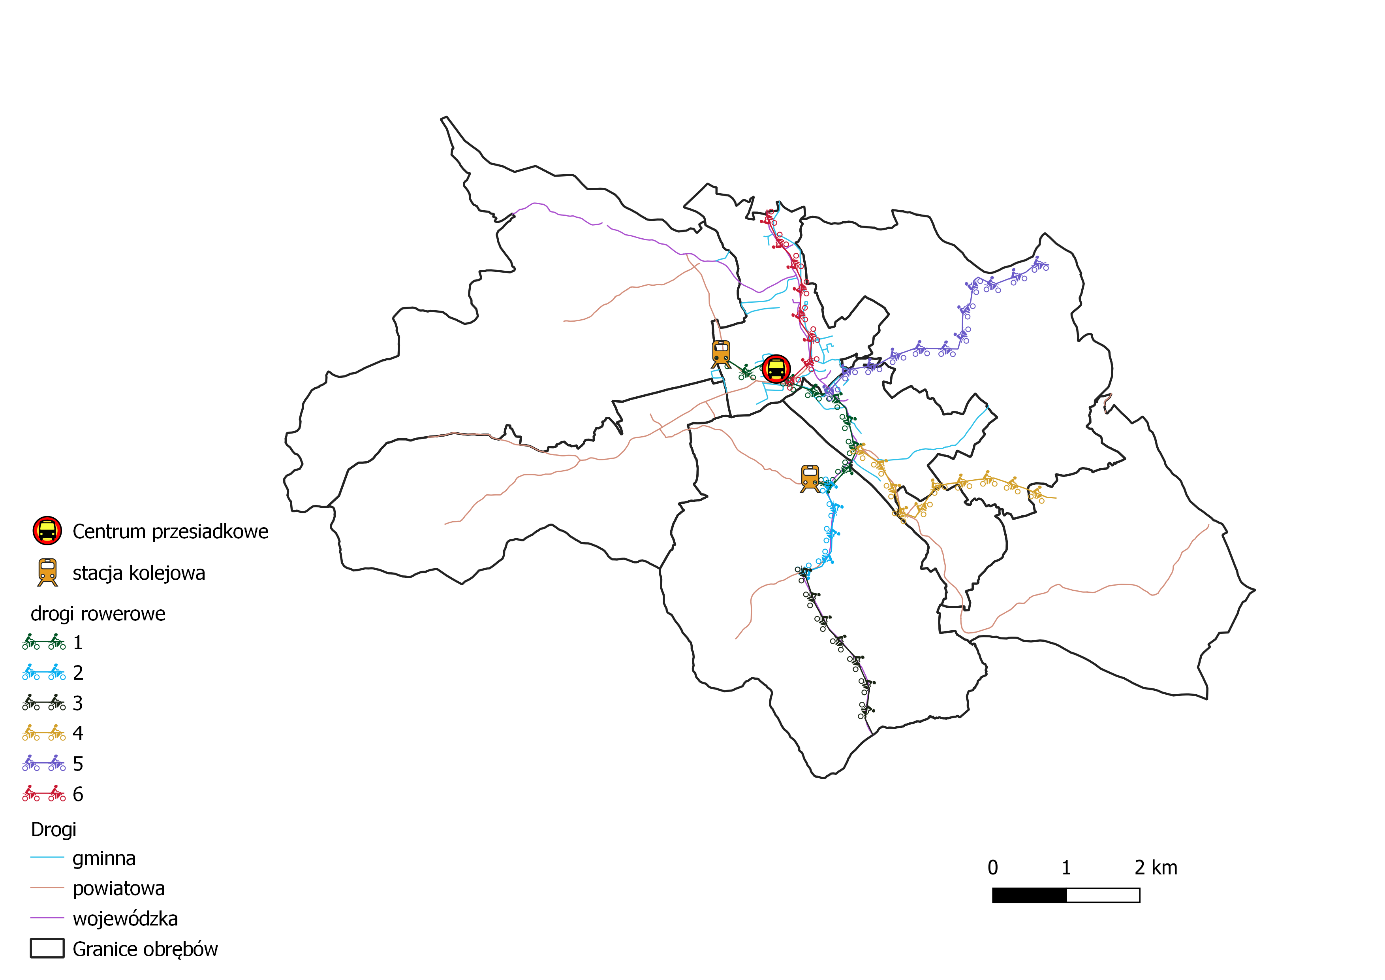 Centrum przesiadkowe
stacja kolejowa
drogi rowerowe
1
2
3
4
5
6
Drogi
gminna
powiatowa
wojewódzka
Granice obrębów
0 1 2 km